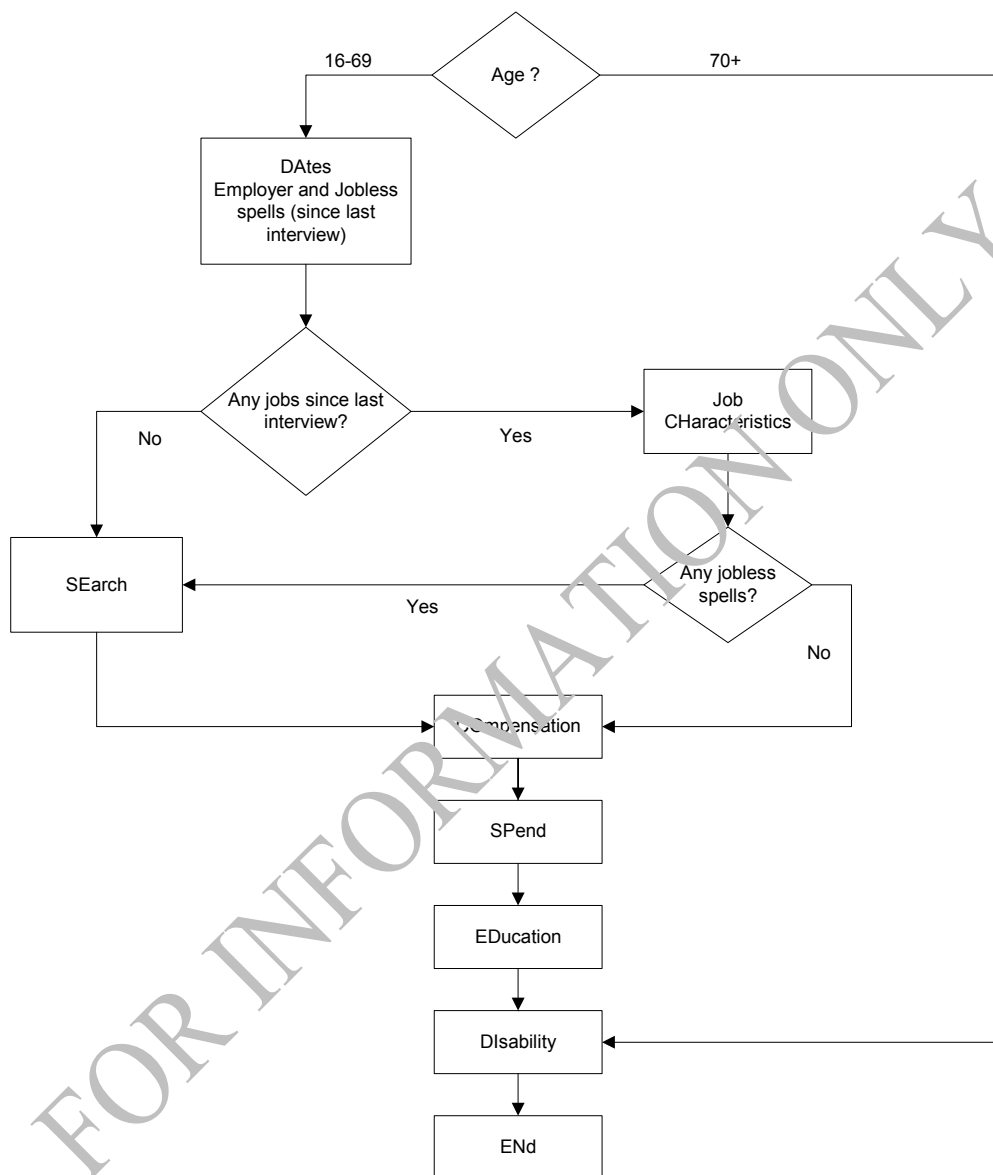 16-69
Age ?
70+
DAtes
Employer and Jobless
spells (since last
interview)
Any jobs since last
interview?
No
Yes
Job
CHaracteristics
SEarch
Any jobless
spells?
Yes
No
COmpensation
SPend
EDucation
DIsability
ENd
FOR INFORMATION ONLY